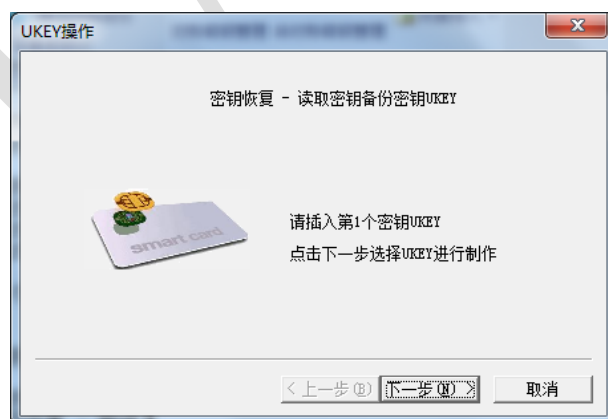 UKEY操作
密钥恢复 - 读取密钥备份密钥UKEY
smart card
请插入第1个密钥UKEY
点击下一步选择UKEY进行制作
< 上一步(B) 下一步(N) > 取消